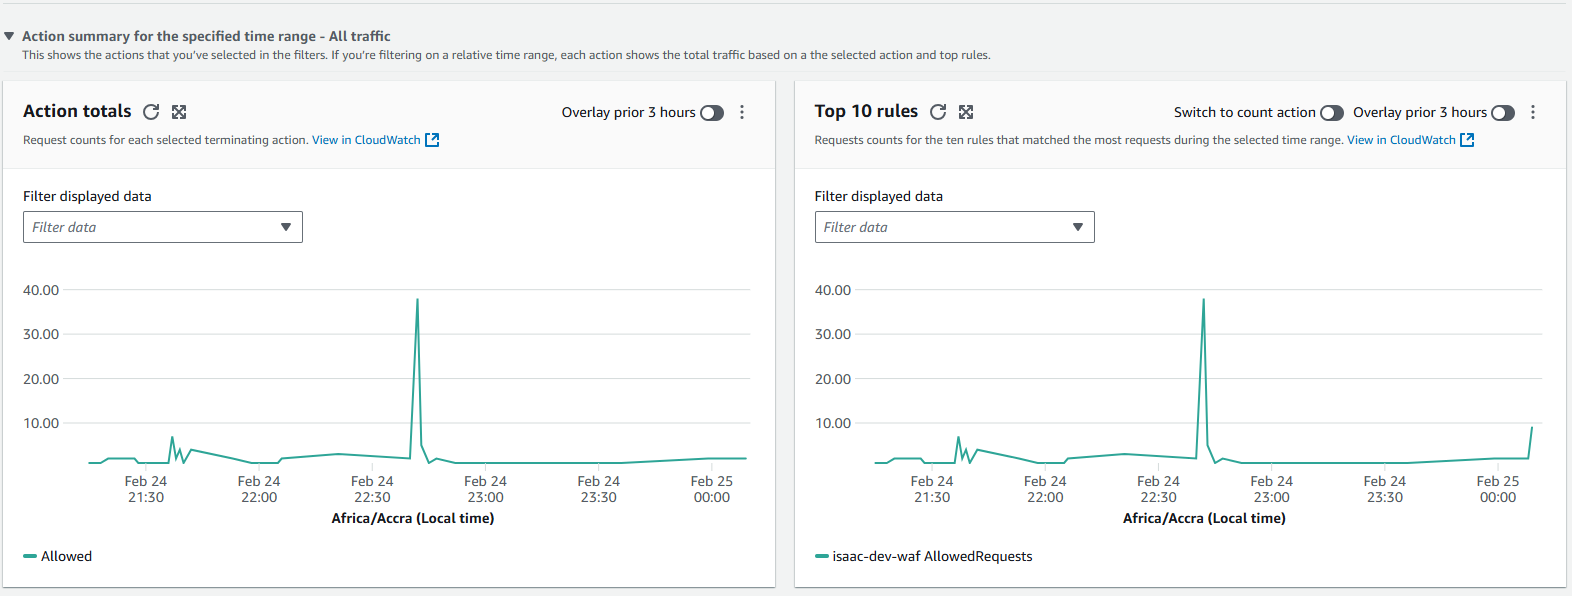 Action summary for the specified time range - All traffic
This shows the actions that you've selected in the filters. If you're filtering on a relative time range, each action shows the total traffic based on a the selected action and top rules.
Action totals
Overlay prior 3 hours
Request counts for each selected terminating action. View in CloudWatch
Filter displayed data
Filter data
40.00
30.00
20.00
10.00
Feb 24 Feb 24 Feb 24 Feb 24 Feb 24 Feb 25
21:30 22:00 22:30 23:00 23:30 00:00
Africa/Accra (Local time)
Allowed
Top 10 rules
Switch to count action Overlay prior 3 hours
Requests counts for the ten rules that matched the most requests during the selected time range. View in CloudWatch
Filter displayed data
Filter data
40.00
30.00
20.00
10.00
Feb 24 Feb 24 Feb 24 Feb 24 Feb 24 Feb 25
21:30 22:00 22:30 23:00 23:30 00:00
Africa/Accra (Local time)
isaac-dev-waf AllowedRequests